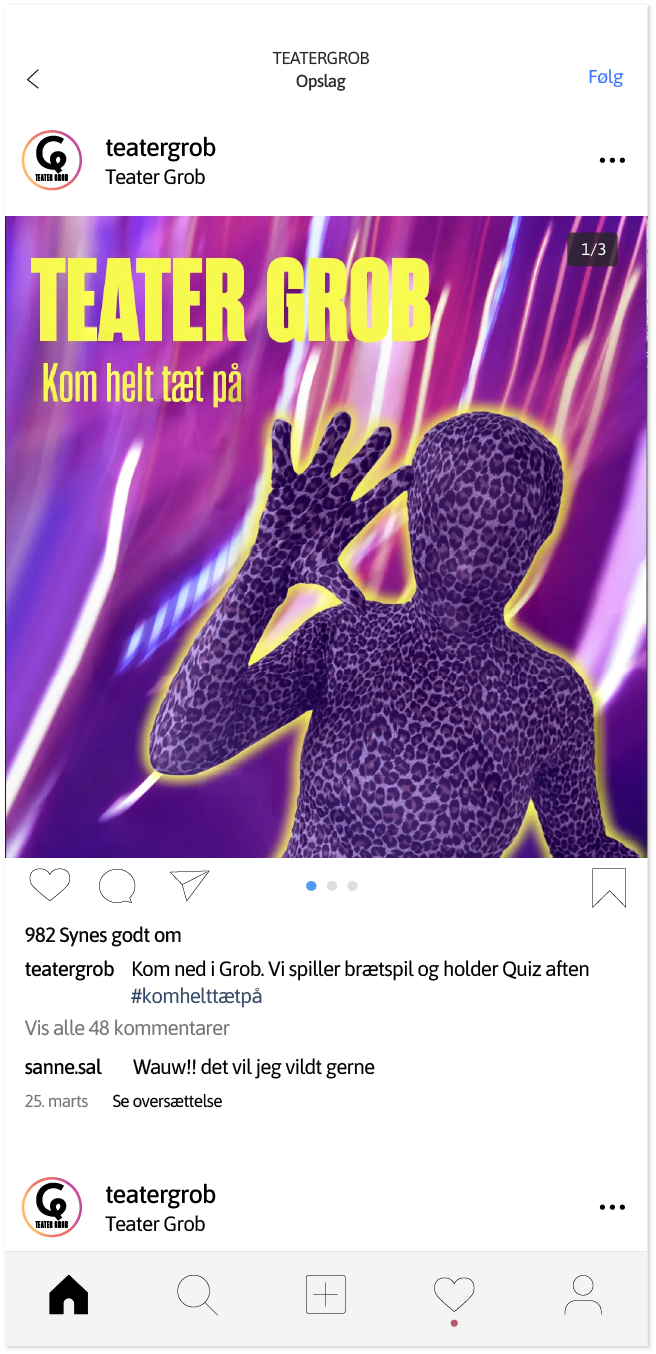 TEATERGROB
Opslag
Følg
teatergrob
Teater Grob
TEATER GROB
1/3
TEATER GROB
Kom helt tæt på
982 Synes godt om
teatergrob Kom ned i Grob. Vi spiller brætspil og holder Quiz aften
#komhelttætpå
Vis alle 48 kommentarer
sanne.sal Wauw!! det vil jeg vildt gerne
25. marts Se oversættelse
teatergrob
Teater Grob
TEATER GROB